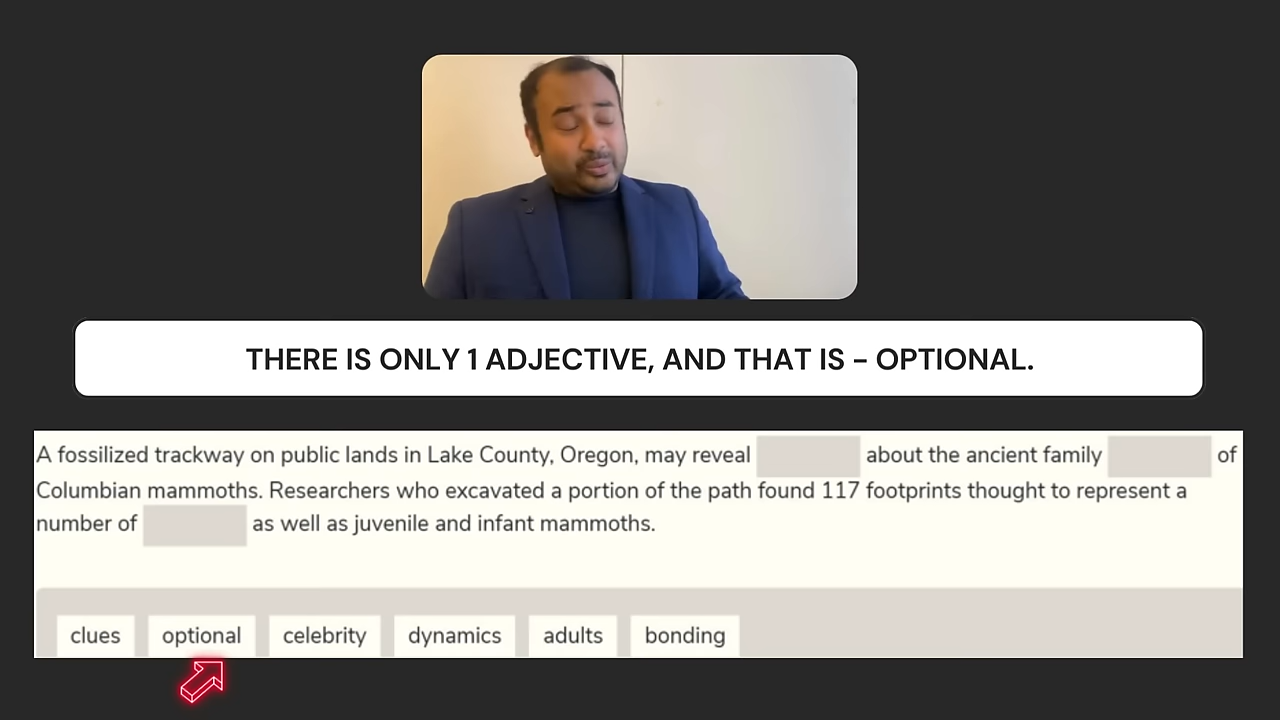 THERE IS ONLY 1 ADJECTIVE, AND THAT IS – OPTIONAL.
A fossilized trackway on public lands in Lake County, Oregon, may reveal about the ancient family of
Columbian mammoths. Researchers who excavated a portion of the path found 117 footprints thought to represent a
number of as well as juvenile and infant mammoths.
clues optional celebrity dynamics adults bonding